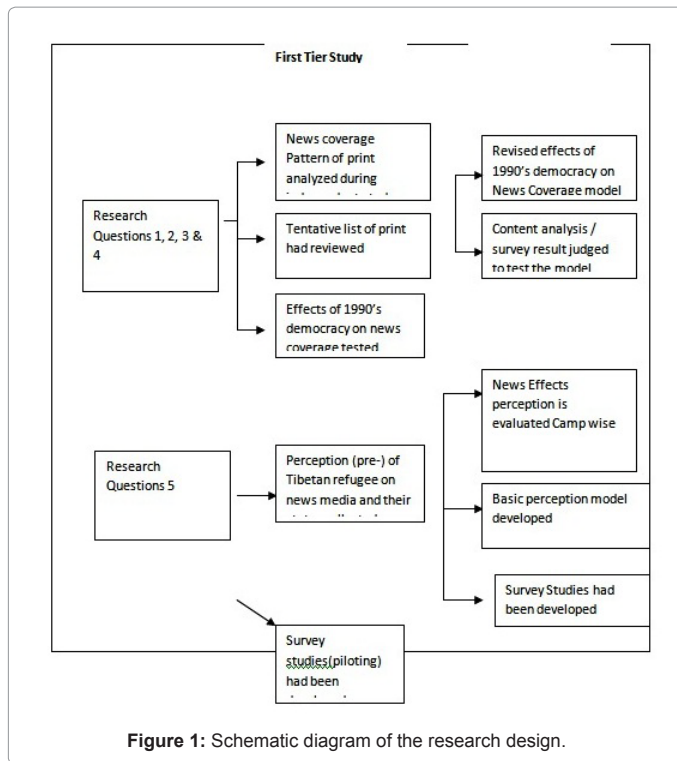 First Tier Study
News coverage
Pattern of print
analyzed during
Revised effects of
1990's democracy on
News Coverage model
Research
Questions 1, 2, 3 &
4
Tentative list of print
had reviewed
Content analysis /
survey result judged
to test the model
Effects of 1990's
democracy on news
coverage tested
News Effects
perception is
evaluated Camp wise
Research
Questions 5
Perception (pre-) of
Tibetan refugee on
news media and their
Basic perception model
developed
Survey Studies had
been developed
Survey
studies(piloting)
had been
Figure 1: Schematic diagram of the research design.